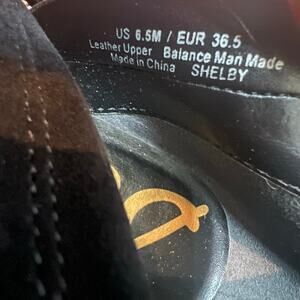 US 6.5M / EUR 36.5
Leather Upper Balance Man Made
Made in China SHELBY